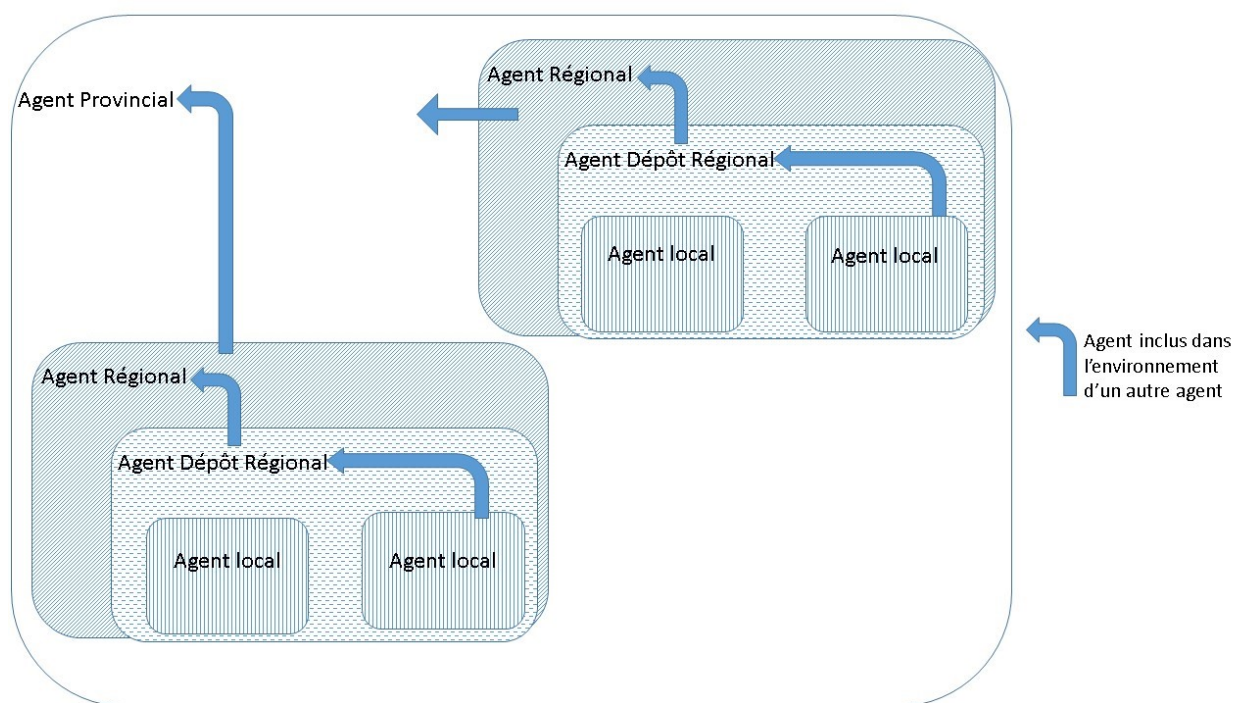 Agent Régional
Agent Provincial
Agent Dépôt Régional
Agent local
Agent local
Agent inclus dans
l'environnement
d'un autre agent
Agent Régional
Agent Dépôt Régional
Agent local
Agent local